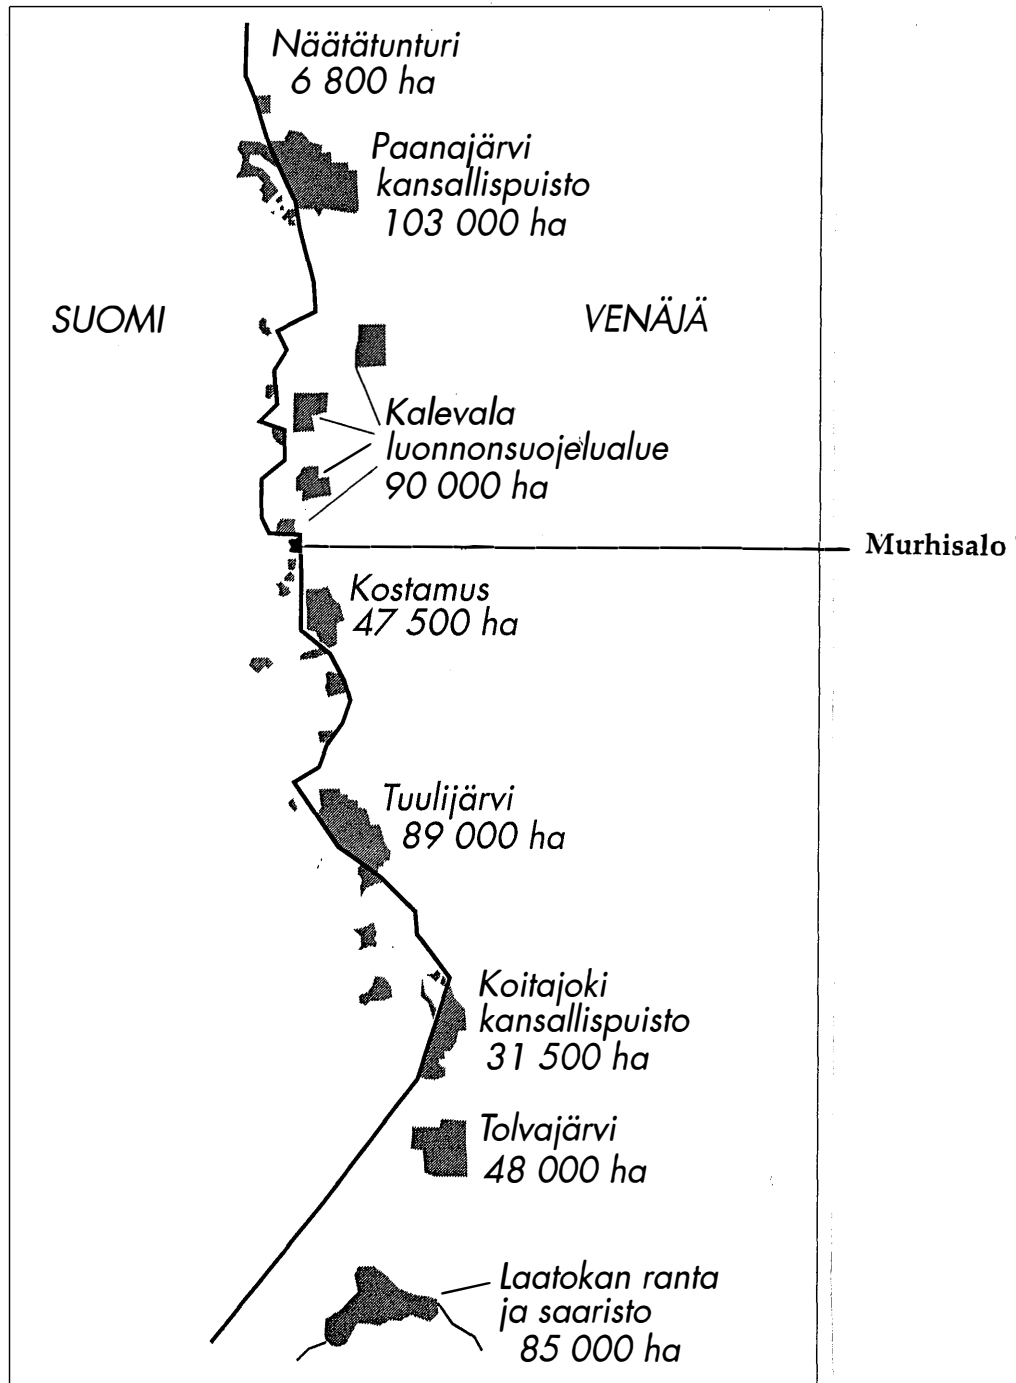 Näätätunturi
6 800 ha
Paanajärvi
kansallispuisto
103 000 ha
SUOMI
VENÄJÄ
Kalevala
luonnonsuojelualue
90 000 ha
Murhisalo
Kostamus
47 500 ha
Tuulijärvi
89 000 ha
Koitajoki
kansallispuisto
31 500 ha
Tolvajärvi
48 000 ha
Laatokan ranta
ja saaristo
85 000 ha